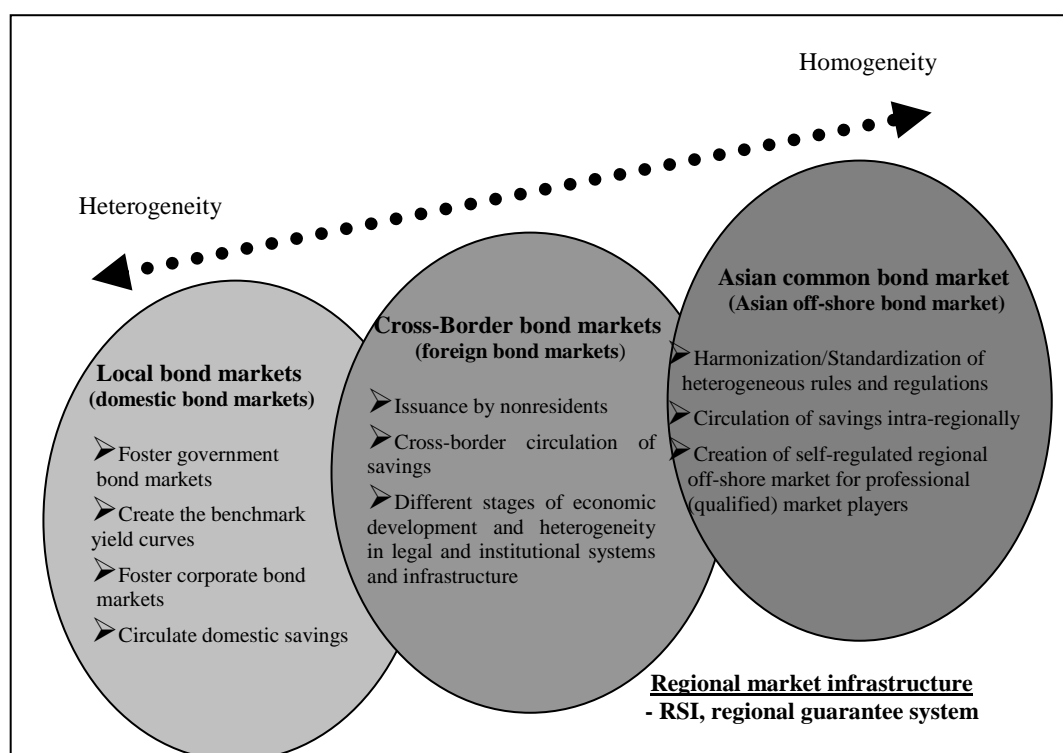 Homogeneity
Heterogeneity
Local bond markets
(domestic bond markets)
➢Foster government
bond markets
➢Create the benchmark
yield curves
➢Foster corporate bond
markets
➢Circulate domestic savings
Cross-Border bond markets
(foreign bond markets)
➢Issuance by nonresidents
➢Cross-border circulation of
savings
➢Different stages of economic
development and heterogeneity
in legal and institutional systems
and infrastructure
Asian common bond market
(Asian off-shore bond market)
➢Harmonization/Standardization of
heterogeneous rules and regulations
➢Circulation of savings intra-regionally
➢Creation of self-regulated regional
off-shore market for professional
(qualified) market players
Regional market infrastructure
- RSI, regional guarantee system